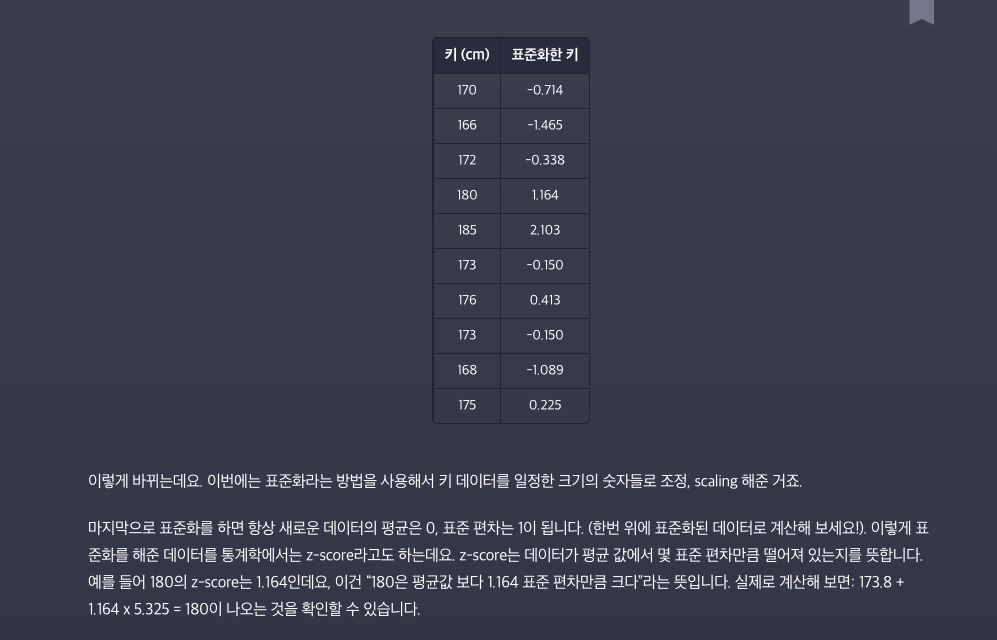 키 (cm) 표준화한 키
170 -0.714
166 -1.465
172 -0.338
180 1.164
185 2.103
173 -0.150
176 0.413
173 -0.150
168 -1.089
175 0.225
이렇게 바뀌는데요. 이번에는 표준화라는 방법을 사용해서 키 데이터를 일정한 크기의 숫자들로 조정, scaling 해준 거죠.
마지막으로 표준화를 하면 항상 새로운 데이터의 평균은 0, 표준 편차는 1이 됩니다. (한번 위에 표준화된 데이터로 계산해 보세요!). 이렇게 표
준화를 해준 데이터를 통계학에서는 z-score라고도 하는데요. z-score는 데이터가 평균 값에서 몇 표준 편차만큼 떨어져 있는지를 뜻합니다.
예를 들어 180의 z-score는 1.164인데요, 이건 “180은 평균값 보다 1.164 표준 편차만큼 크다”라는 뜻입니다. 실제로 계산해 보면: 173.8 +
1.164 x 5.325 = 180이 나오는 것을 확인할 수 있습니다.